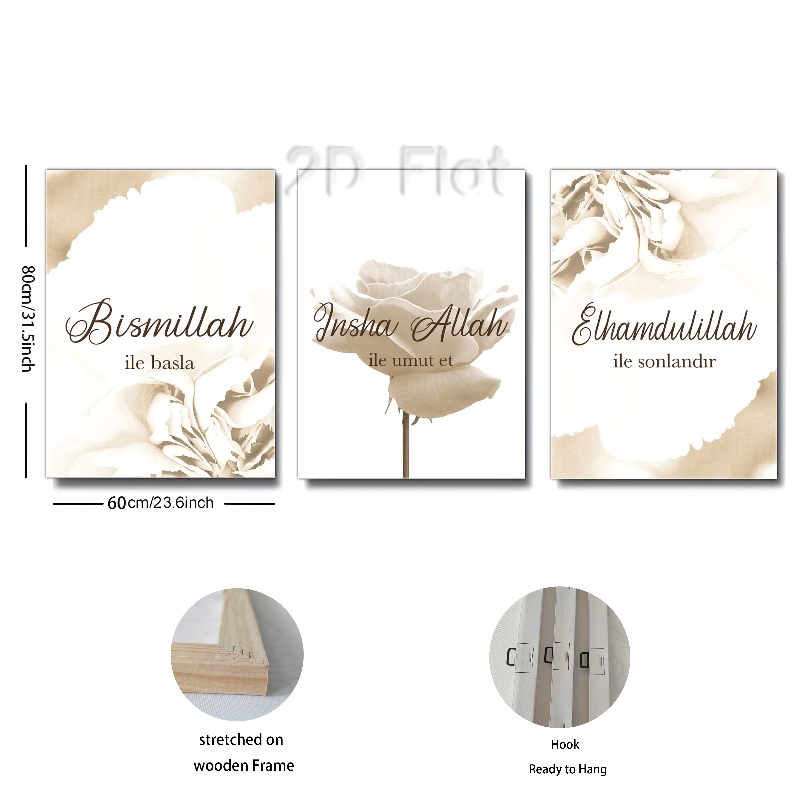 2D Flat
Bismillah
ile basla
Insha Allah
ile umut et
Elhamdulillah
ile sonlandır
80cm/31.5inch
60cm/23.6inch
stretched on
wooden Frame
Hook
Ready to Hang